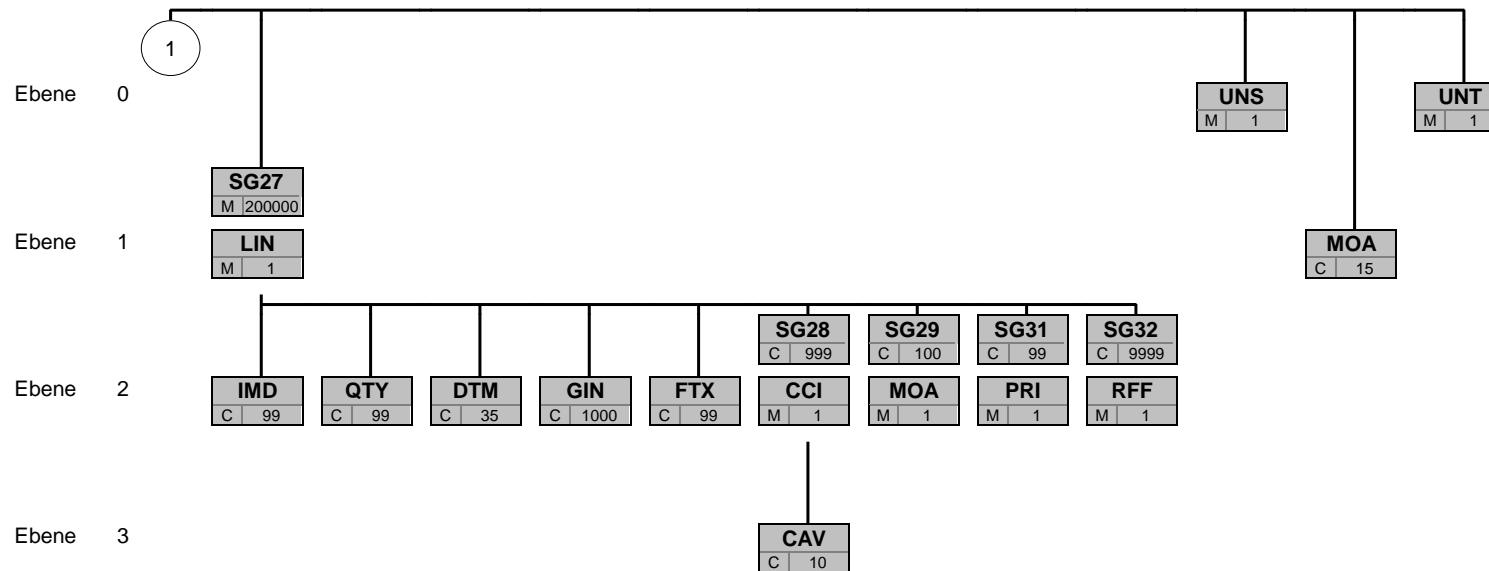 1
Ebene 0
UNS UNT
M 1 M 1
SG27
M 200000
Ebene 1
LIN MOA
M 1 C 15
SG28 SG29 SG31 SG32
C 999 C 100 C 99 C 9999
Ebene 2
IMD QTY DTM GIN FTX CCI MOA PRI RFF
C 99 C 99 C 35 C 1000 C 99 M 1 M 1 M 1 M 1
Ebene 3
CAV
C 10